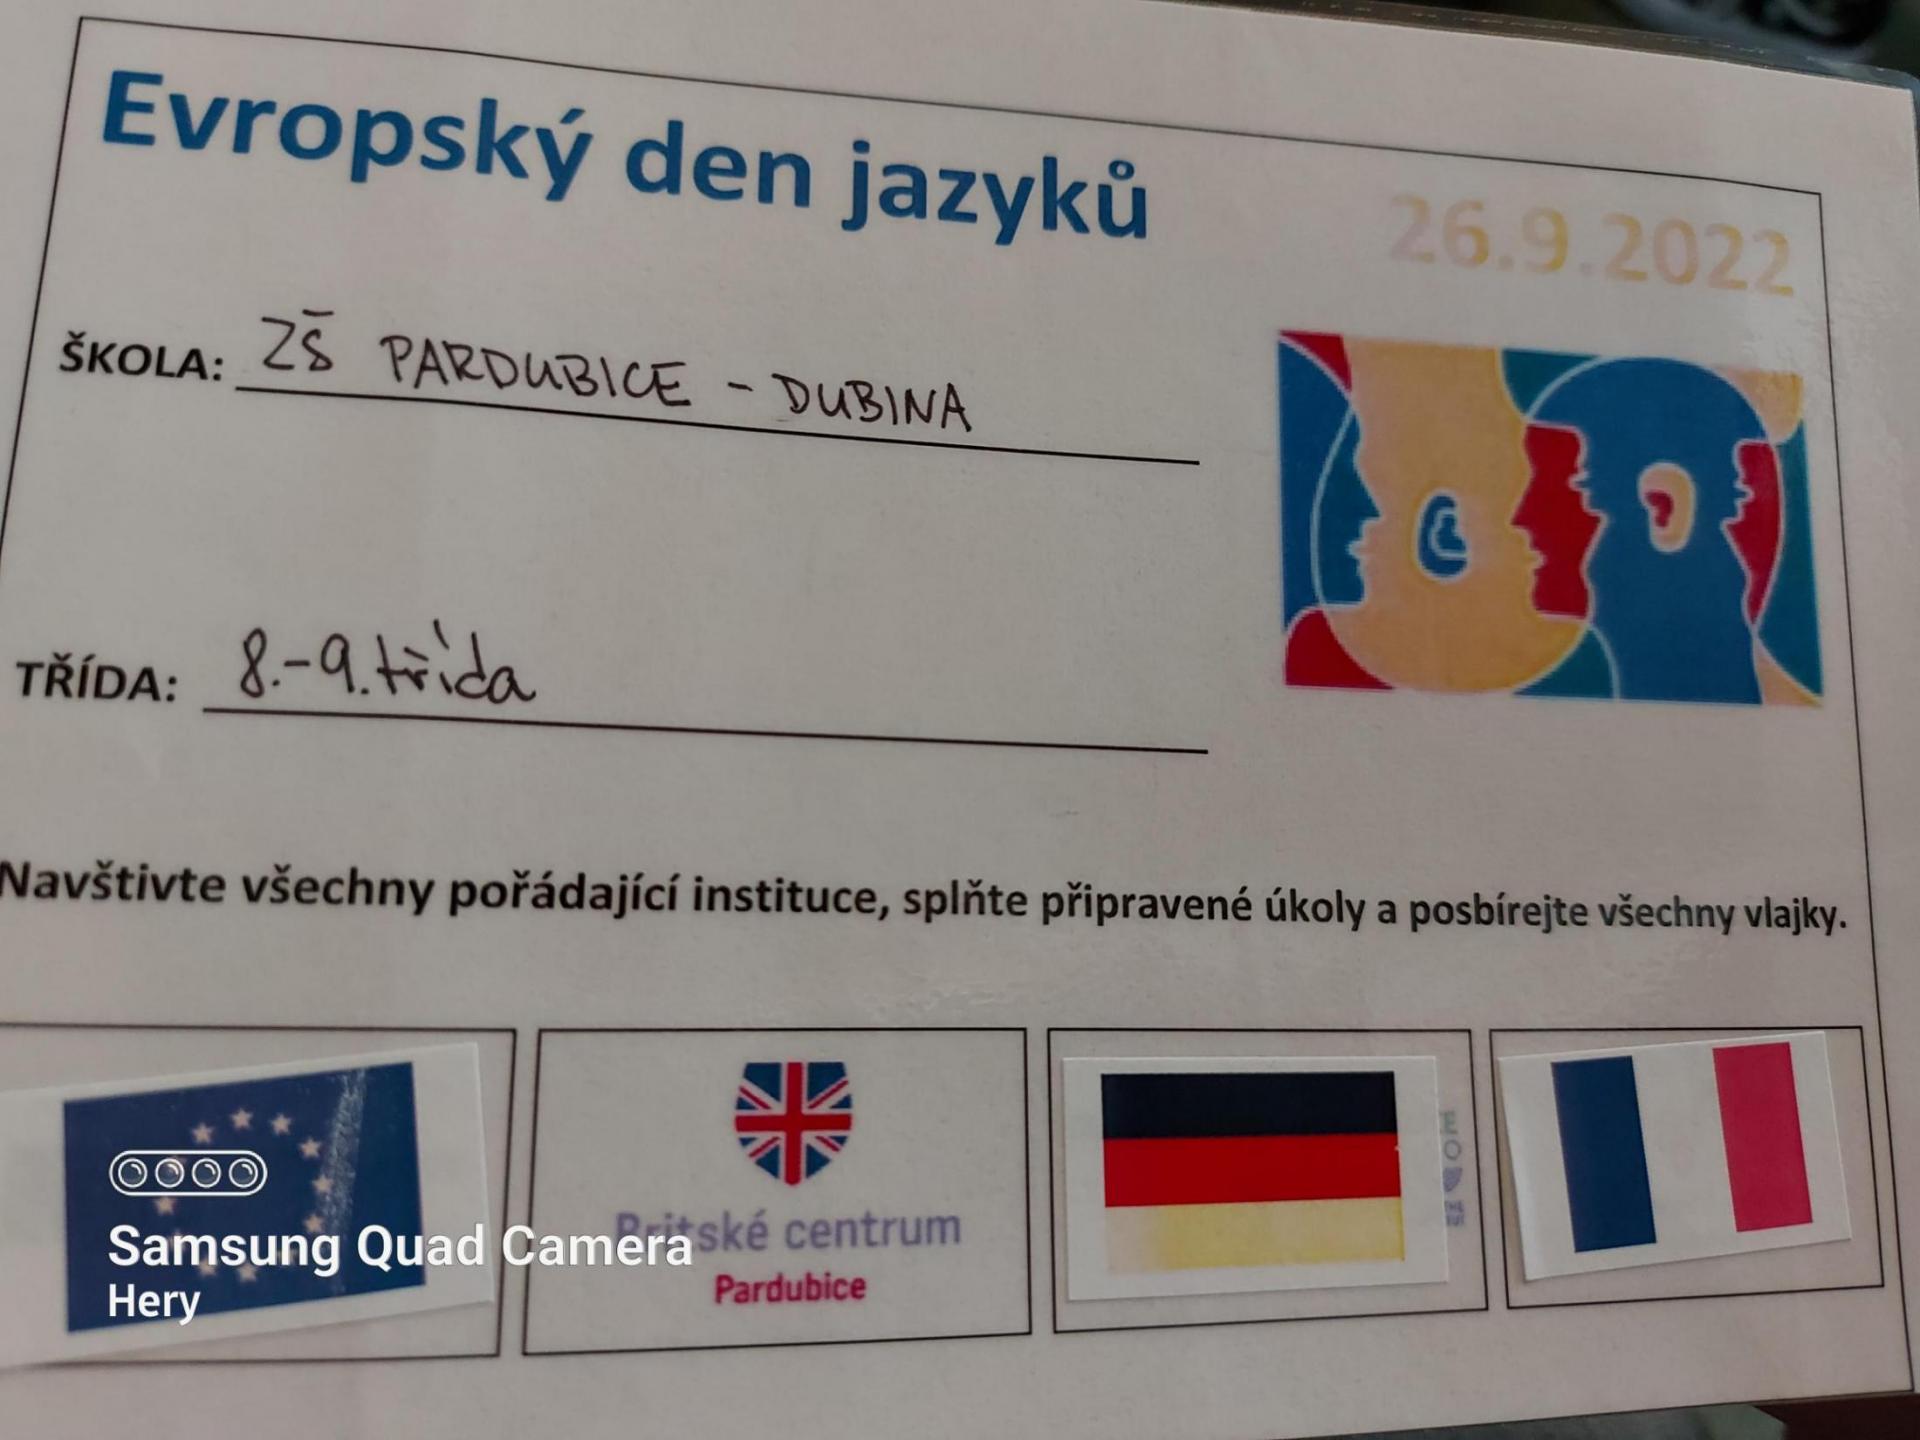 Evropský den jazyků
26.9.2022
ŠKOLA: ZŠ PARDUBICE - DUBINA
TŘÍDA: 8.-9. třída
Navštivte všechny pořádající instituce, splňte připravené úkoly a posbírejte všechny vlajky.
Britské centrum
Pardubice
Samsung Quad Camera
Hery